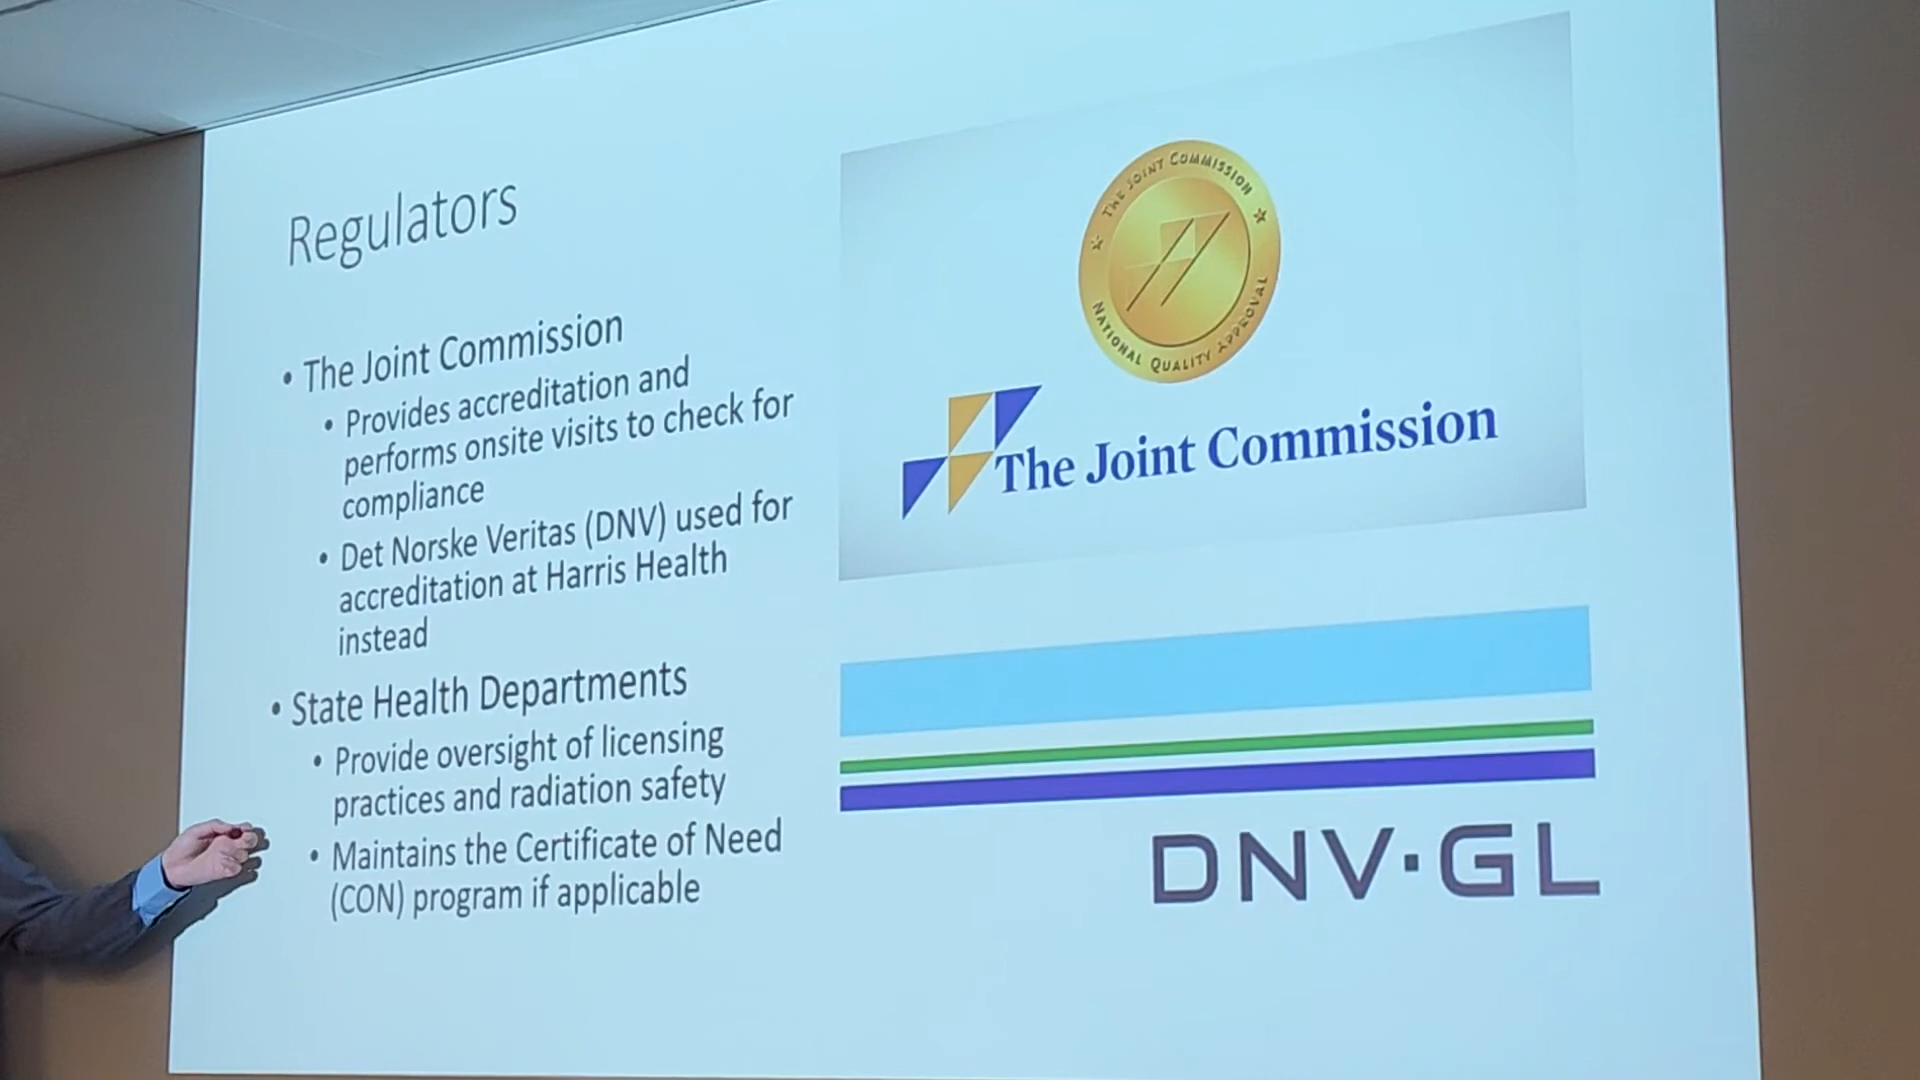 Regulators
• The Joint Commission
• Provides accreditation and
performs onsite visits to check for
compliance
• Det Norske Veritas (DNV) used for
accreditation at Harris Health
instead
• State Health Departments
• Provide oversight of licensing
practices and radiation safety
• Maintains the Certificate of Need
(CON) program if applicable
THE JOINT COMMISSION
NATIONAL QUALITY APPROVAL
The Joint Commission
DNV·GL